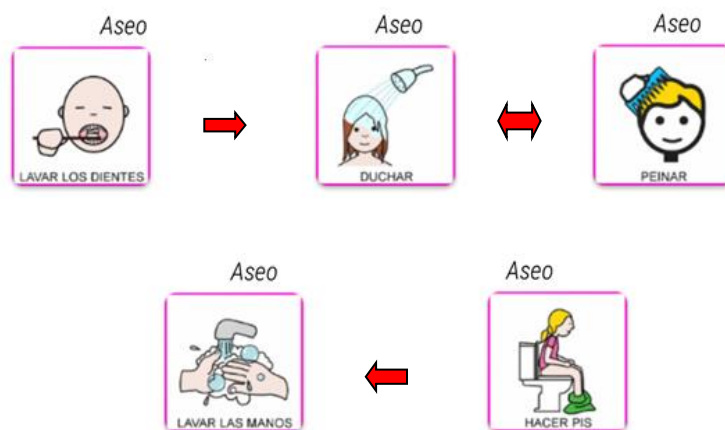 Aseo
Aseo
Aseo
LAVAR LOS DIENTES
DUCHAR
PEINAR
Aseo
Aseo
LAVAR LAS MANOS
HACER PIS